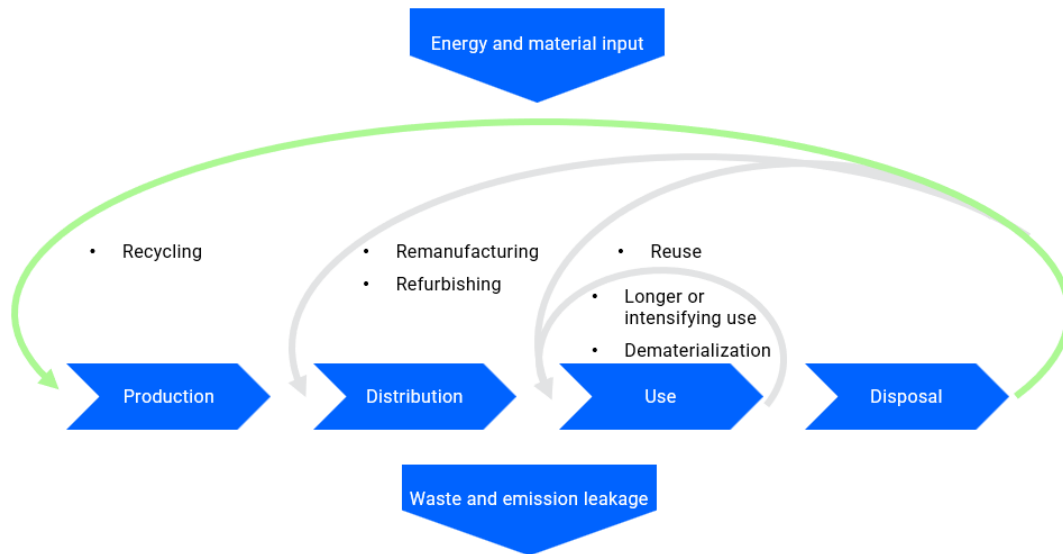 Energy and material input
• Recycling
• Remanufacturing
• Refurbishing
• Reuse
• Longer or
intensifying use
• Dematerialization
Production
Distribution
Use
Disposal
Waste and emission leakage